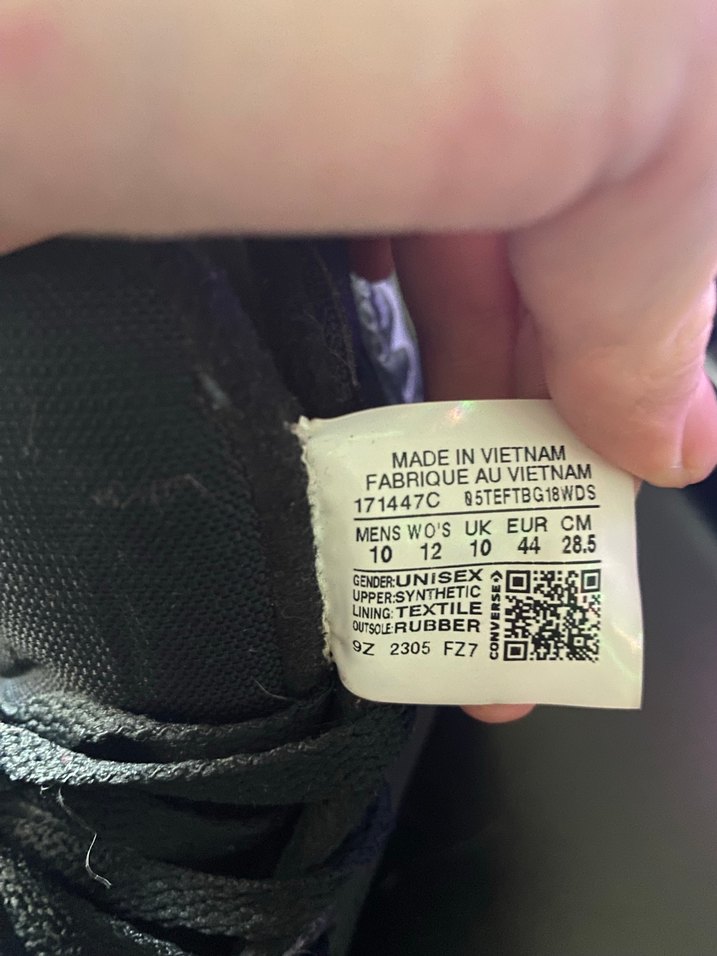 MADE IN VIETNAM
FABRIQUE AU VIETNAM
171447C 05TEFTBG18WDS
MENS WO'S UK EUR CM
10 12 10 44 28.5
GENDER:UNISEX
UPPER:SYNTHETIC
LINING:TEXTILE
OUTSOLE:RUBBER
9Z 2305 FZ7
CONVERSE